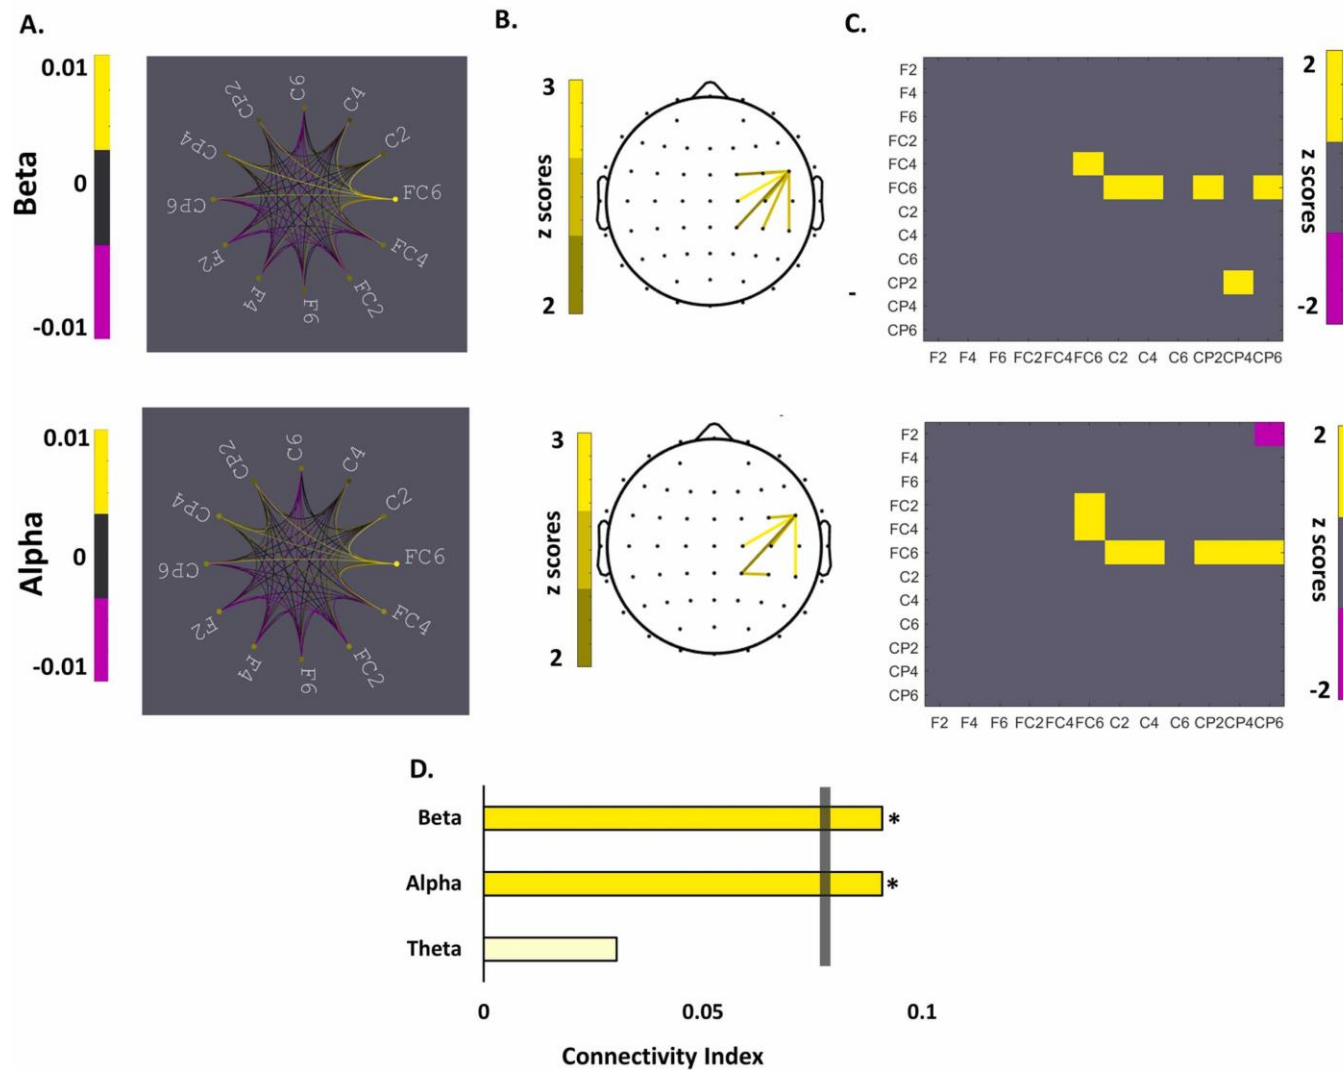 A.
B.
C.
0.01
0
-0.01
Beta
C6
C4
C2
FC6
FC4
FC2
F6
F4
F2
CP6
CP4
CP2
3
z scores
2
F2
F4
F6
FC2
FC4
FC6
C2
C4
C6
CP2
CP4
CP6
F2 F4 F6 FC2 FC4 FC6 C2 C4 C6 CP2 CP4 CP6
2
z scores
-2
-
0.01
0
-0.01
Alpha
C6
C4
C2
FC6
FC4
FC2
F6
F4
F2
CP6
CP4
CP2
3
z scores
2
F2
F4
F6
FC2
FC4
FC6
C2
C4
C6
CP2
CP4
CP6
F2 F4 F6 FC2 FC4 FC6 C2 C4 C6 CP2 CP4 CP6
2
z scores
-2
D.
Beta *
Alpha *
Theta
0 0.05 0.1
Connectivity Index